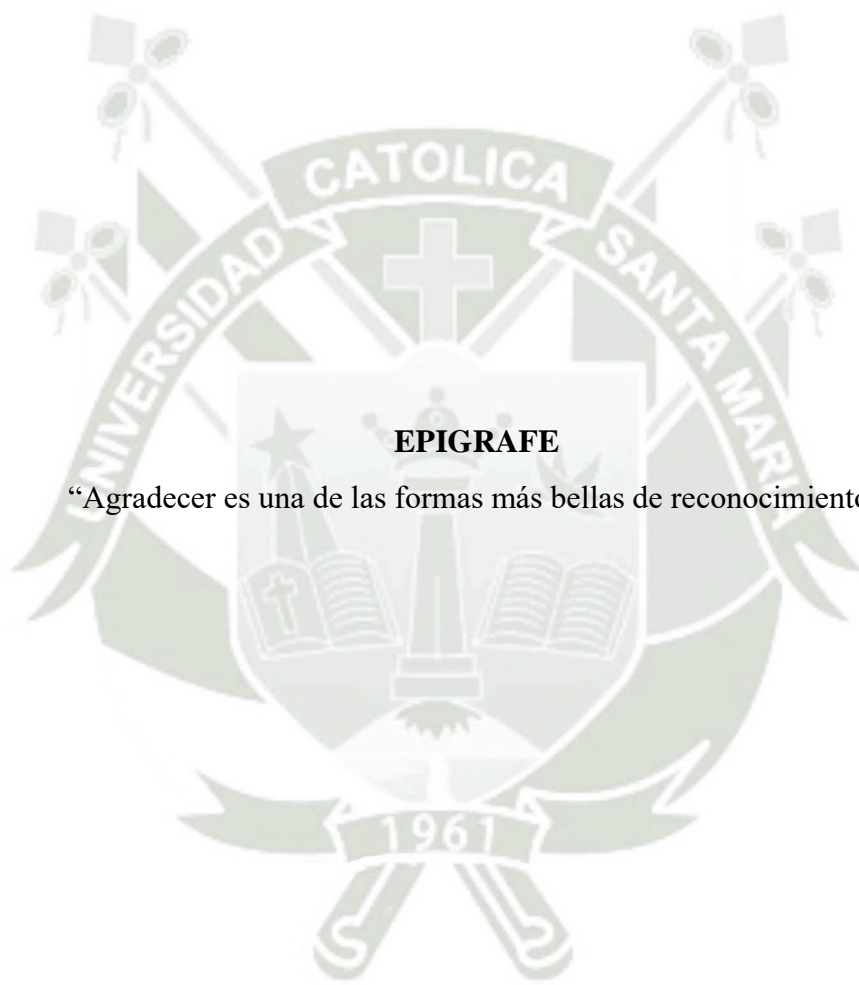 UNIVERSIDAD
CATOLICA
SANTA MARIA
EPIGRAFE
“Agradecer es una de las formas más bellas de reconocimiento
1961